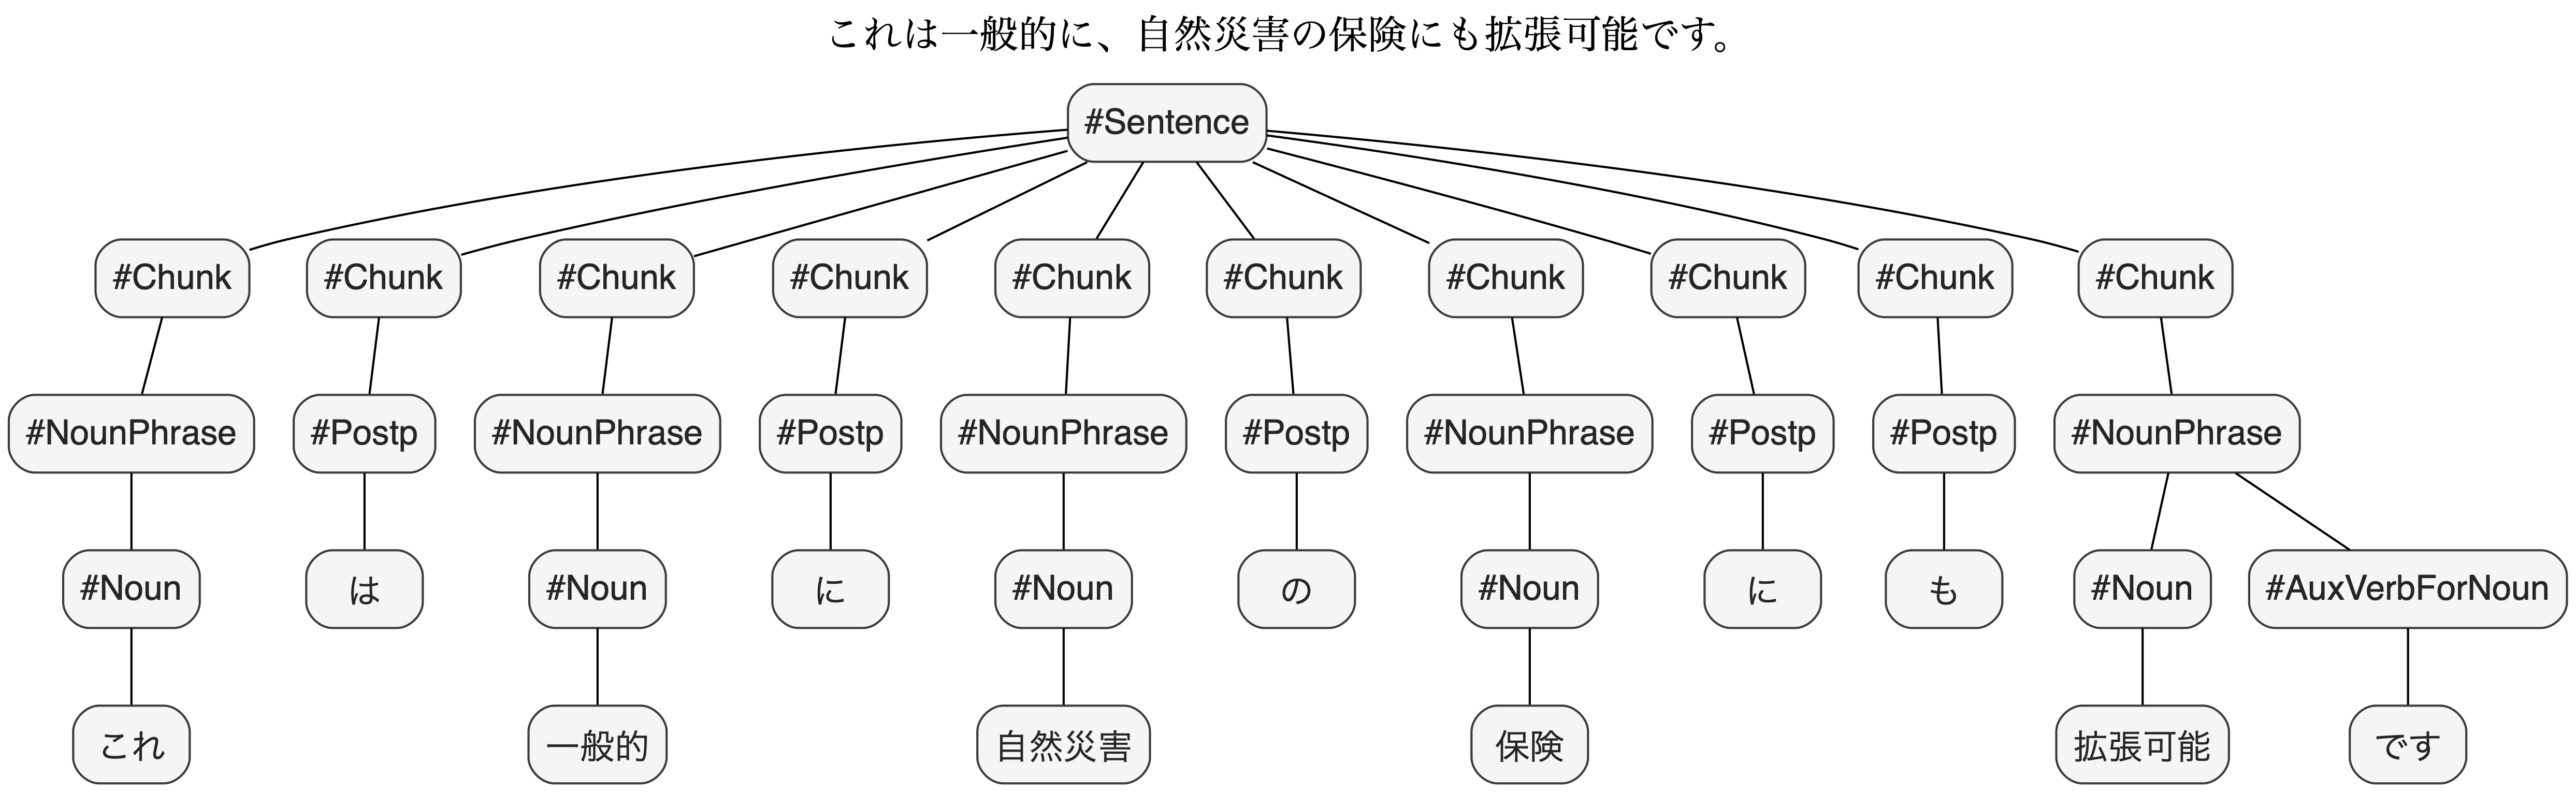 これは一般的に、自然災害の保険にも拡張可能です。
#Sentence
#Chunk #Chunk #Chunk #Chunk #Chunk #Chunk #Chunk #Chunk #Chunk #Chunk
#NounPhrase #Postp #NounPhrase #Postp #NounPhrase #Postp #NounPhrase #Postp #Postp #NounPhrase
#Noun は #Noun に #Noun の #Noun に も #Noun #AuxVerbForNoun
これ 一般的 自然災害 保険 拡張可能 です